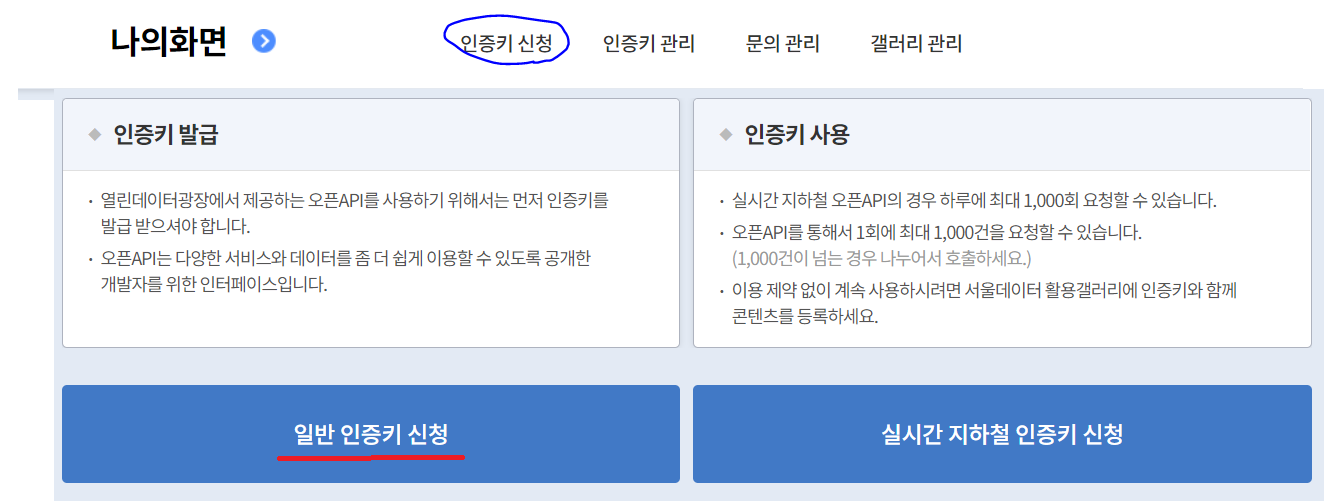 나의화면
인증키 신청 인증키 관리 문의 관리 갤러리 관리
인증키 발급
열린데이터광장에서 제공하는 오픈API를 사용하기 위해서는 먼저 인증키를
발급 받으셔야 합니다.
오픈API는 다양한 서비스와 데이터를 좀 더 쉽게 이용할 수 있도록 공개한
개발자를 위한 인터페이스입니다.
인증키 사용
실시간 지하철 오픈API의 경우 하루에 최대 1,000회 요청할 수 있습니다.
오픈API를 통해서 1회에 최대 1,000건을 요청할 수 있습니다.
(1,000건이 넘는 경우 나누어서 호출하세요.)
이용 제약 없이 계속 사용하시려면 서울데이터 활용갤러리에 인증키와 함께
콘텐츠를 등록하세요.
일반 인증키 신청
실시간 지하철 인증키 신청